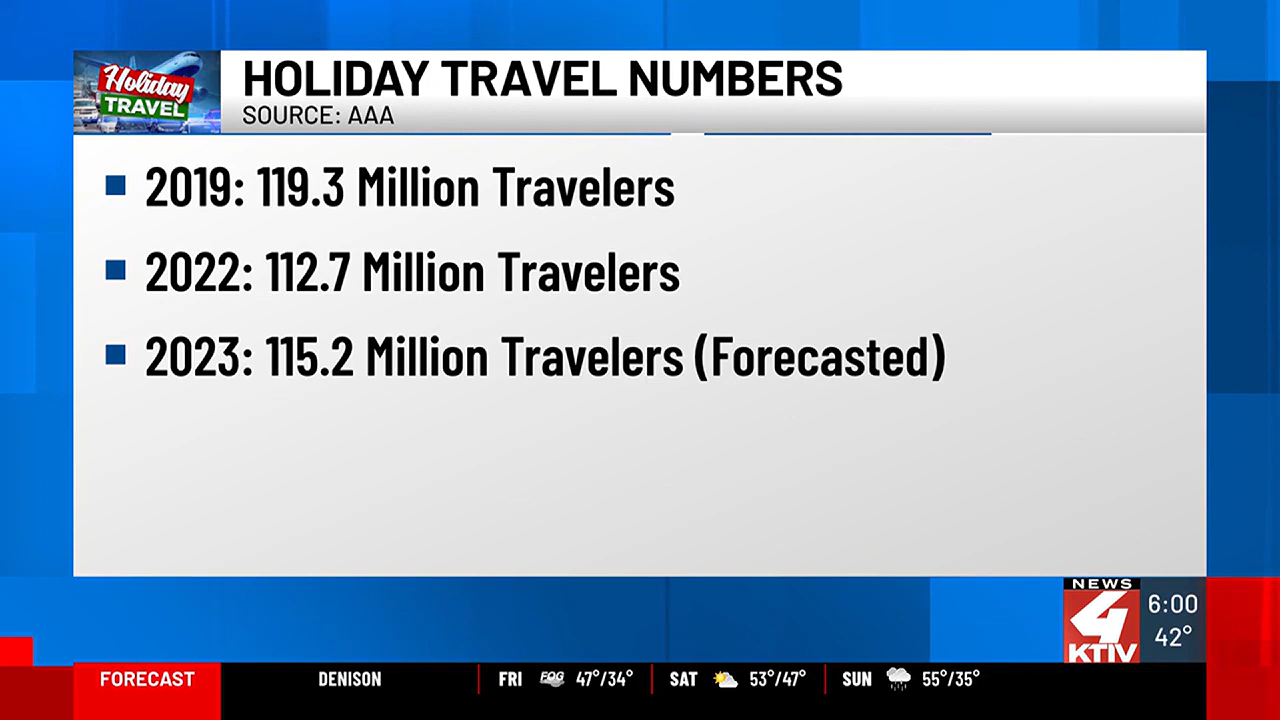 Holiday
TRAVEL
HOLIDAY TRAVEL NUMBERS
SOURCE: AAA
2019: 119.3 Million Travelers
2022: 112.7 Million Travelers
2023: 115.2 Million Travelers (Forecasted)
NEWS
4
KTIV
6:00
42°
FORECAST DENISON FRI FOG 47°/34° SAT 53°/47° SUN 55°/35°